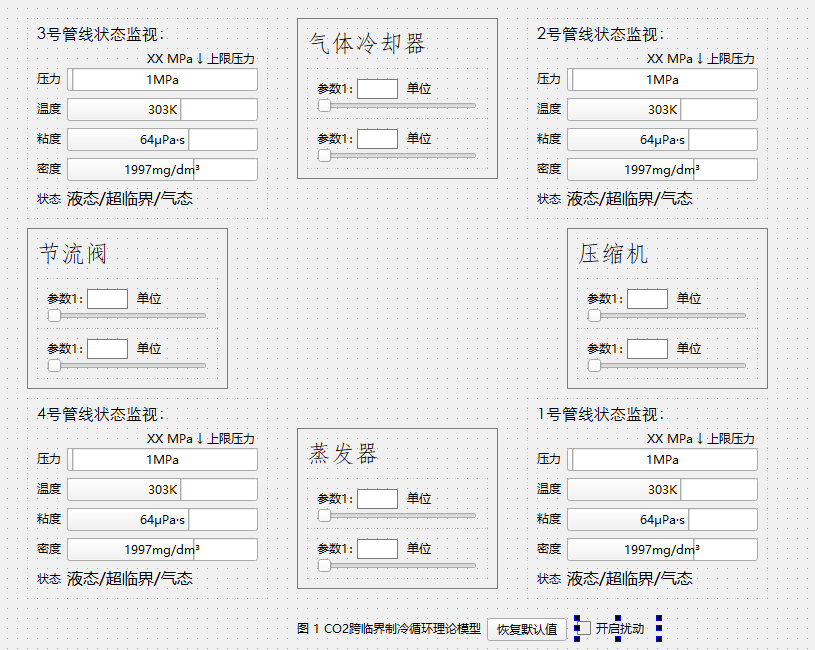 3号管线状态监视:
XX MPa↓上限压力
压力 1MPa
温度 303K
粘度 64μPa·s
密度 1997mg/dm³
状态 液态/超临界/气态
气体冷却器
参数1: 单位
参数1: 单位
2号管线状态监视:
XX MPa↓上限压力
压力 1MPa
温度 303K
粘度 64μPa·s
密度 1997mg/dm³
状态 液态/超临界/气态
节流阀
参数1: 单位
参数1: 单位
压缩机
参数1: 单位
参数1: 单位
4号管线状态监视:
XX MPa↓上限压力
压力 1MPa
温度 303K
粘度 64μPa·s
密度 1997mg/dm³
状态 液态/超临界/气态
蒸发器
参数1: 单位
参数1: 单位
1号管线状态监视:
XX MPa↓上限压力
压力 1MPa
温度 303K
粘度 64μPa·s
密度 1997mg/dm³
状态 液态/超临界/气态
图 1 CO2跨临界制冷循环理论模型 恢复默认值 开启扰动